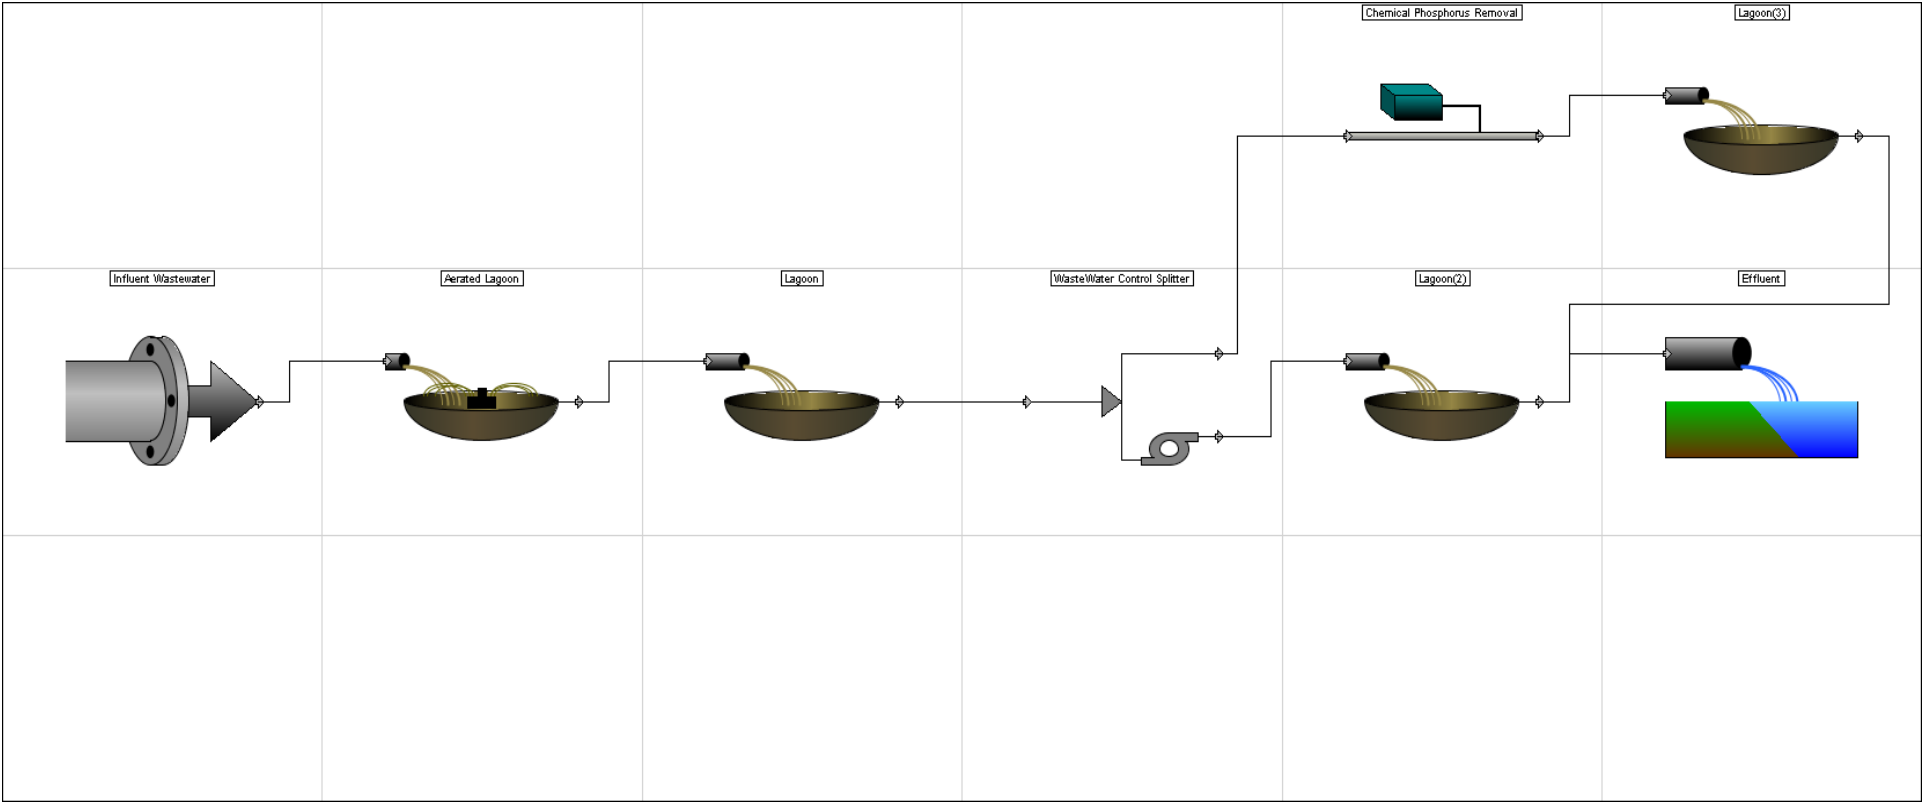 Chemical Phosphorus Removal
Lagoon(3)
Influent Wastewater
Aerated Lagoon
Lagoon
WasteWater Control Splitter
Lagoon(2)
Effluent